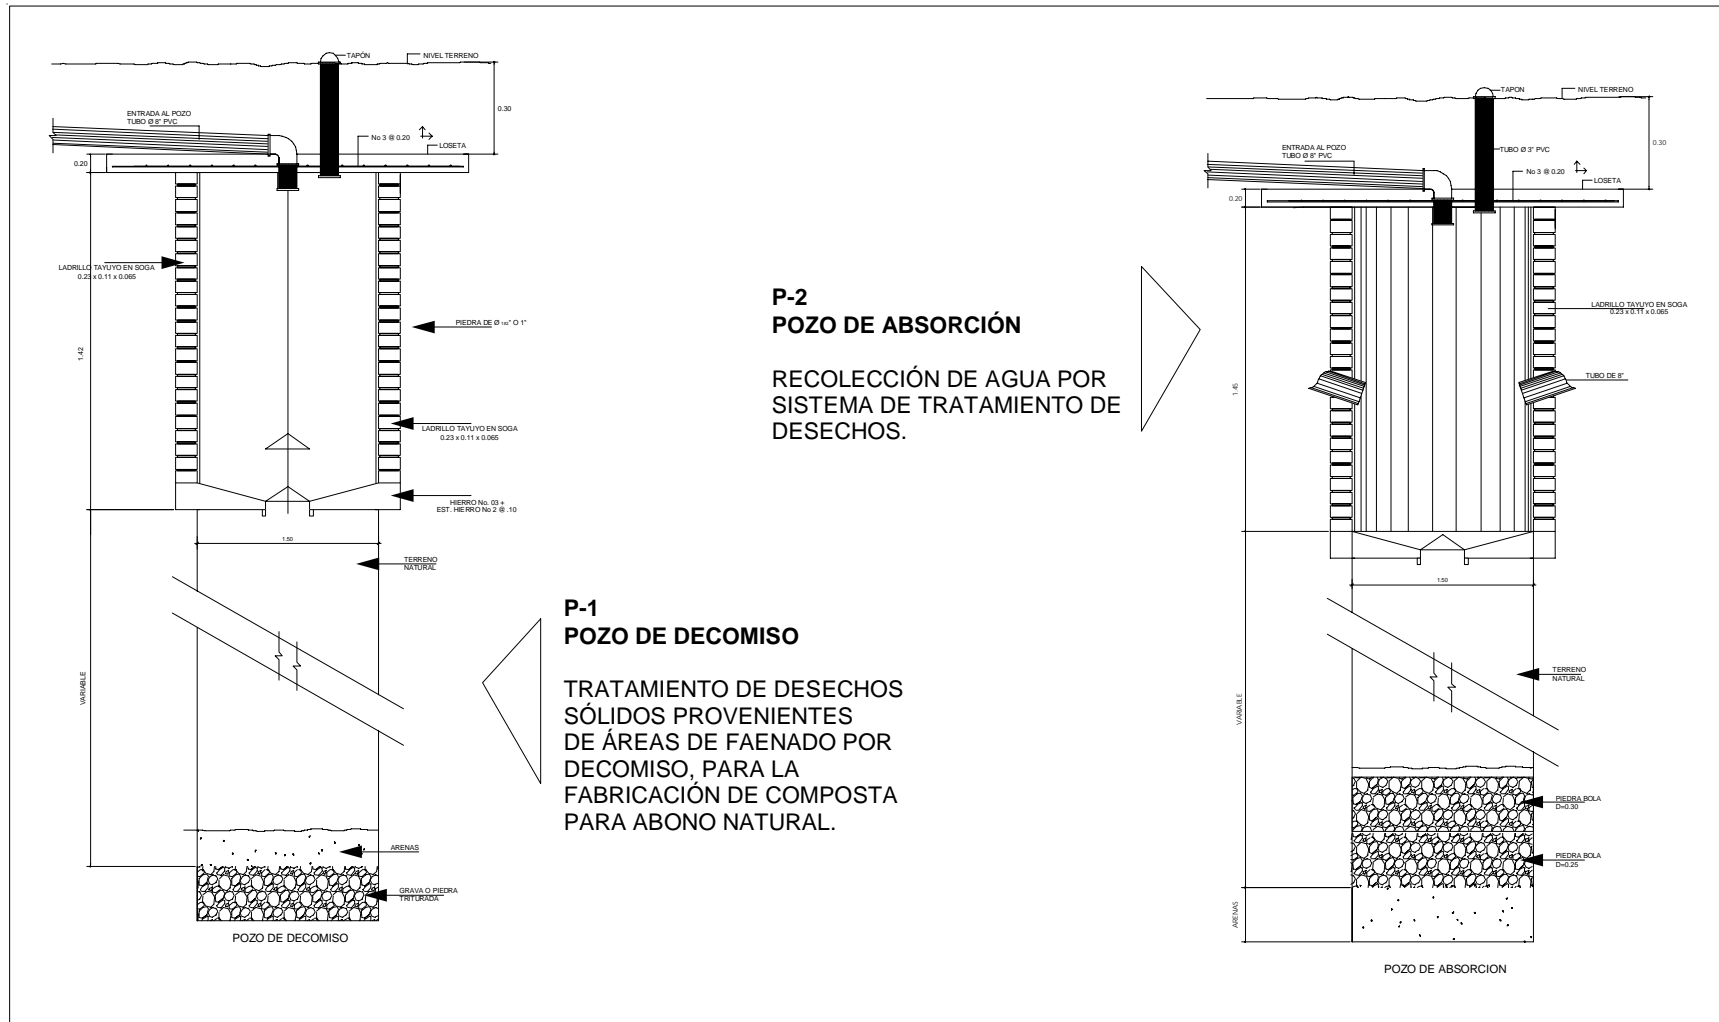 TAPÓN
NIVEL TERRENO
0.30
ENTRADA AL POZO
TUBO Ø 8" PVC
No 3 @ 0.20
LOSETA
0.20
LADRILLO TAYUYO EN SOGA
0.23 x 0.11 x 0.065
1.42
PIEDRA DE Ø
" O 1"
LADRILLO TAYUYO EN SOGA
0.23 x 0.11 x 0.065
HIERRO No. 03 +
EST. HIERRO No 2 @ .10
1.50
TERRENO
NATURAL
VARIABLE
ARENAS
GRAVA O PIEDRA
TRITURADA
POZO DE DECOMISO
P-1
POZO DE DECOMISO
TRATAMIENTO DE DESECHOS
SÓLIDOS PROVENIENTES
DE ÁREAS DE FAENADO POR
DECOMISO, PARA LA
FABRICACIÓN DE COMPOSTA
PARA ABONO NATURAL.
P-2
POZO DE ABSORCIÓN
RECOLECCIÓN DE AGUA POR
SISTEMA DE TRATAMIENTO DE
DESECHOS.
TAPON
NIVEL TERRENO
0.30
ENTRADA AL POZO
TUBO Ø 8" PVC
TUBO Ø 3" PVC
No 3 @ 0.20
LOSETA
0.20
LADRILLO TAYUYO EN SOGA
0.23 x 0.11 x 0.065
TUBO DE 8"
1.45
1.50
TERRENO
NATURAL
VARIABLE
PIEDRA BOLA
D=0.30
PIEDRA BOLA
D=0.25
ARENAS
POZO DE ABSORCION